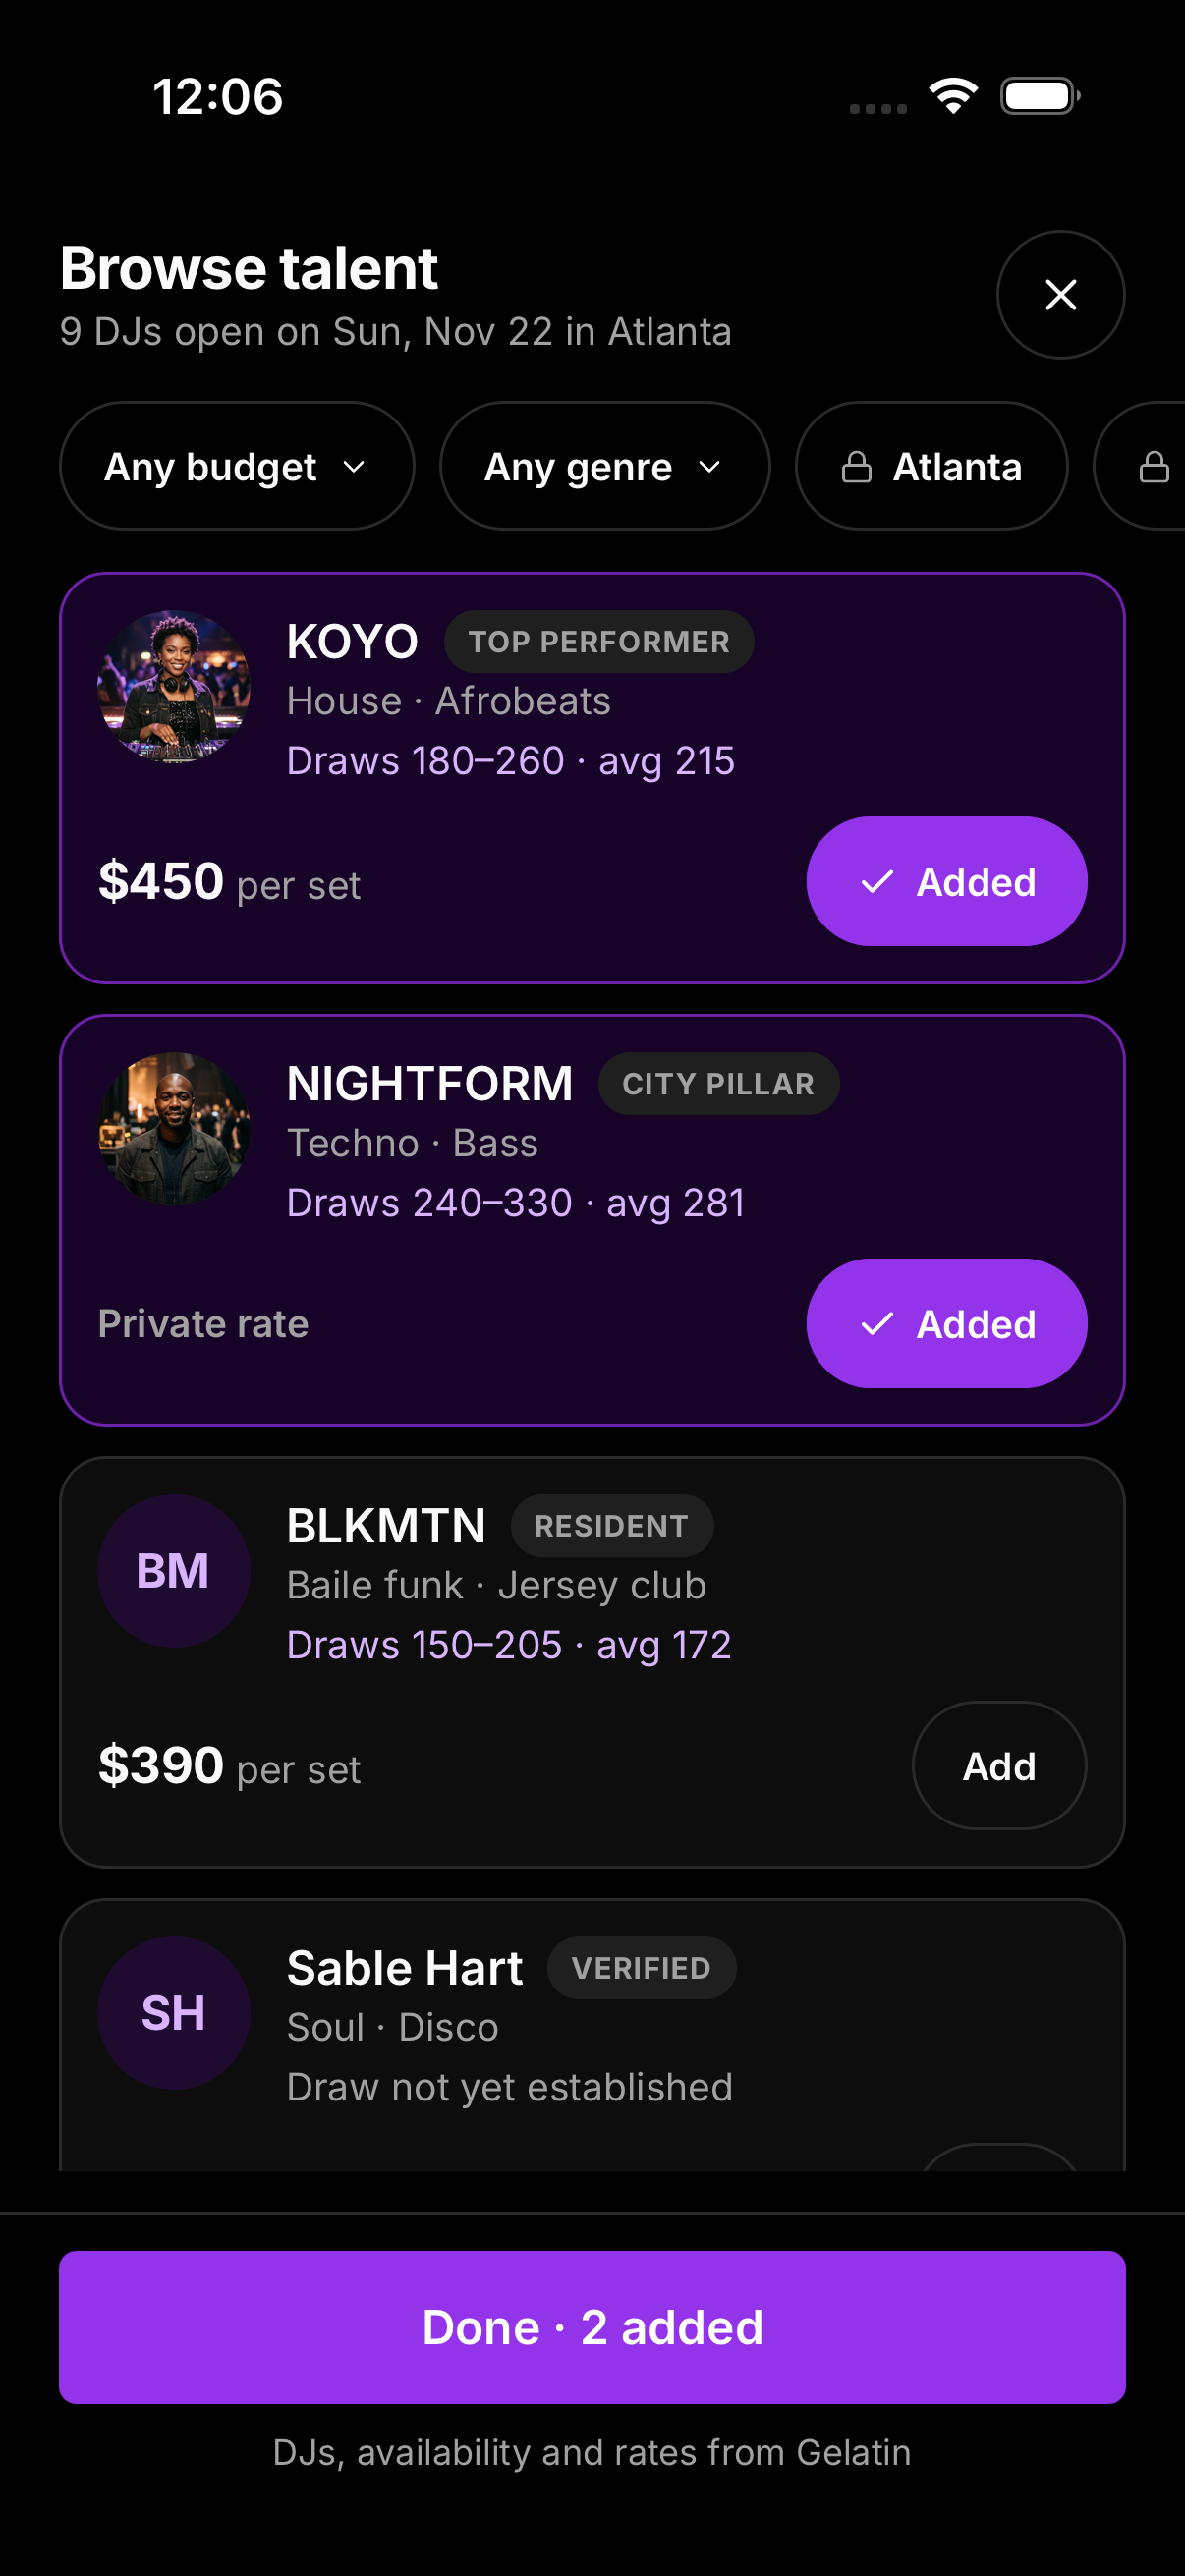 12:06
Browse talent
9 DJs open on Sun, Nov 22 in Atlanta
Any budget
Any genre
Atlanta
KOYO TOP PERFORMER
House · Afrobeats
Draws 180–260 · avg 215
$450 per set
Added
NIGHTFORM CITY PILLAR
Techno · Bass
Draws 240–330 · avg 281
Private rate
Added
BM
BLKMTN RESIDENT
Baile funk · Jersey club
Draws 150–205 · avg 172
$390 per set
Add
SH
Sable Hart VERIFIED
Soul · Disco
Draw not yet established
Done · 2 added
DJs, availability and rates from Gelatin